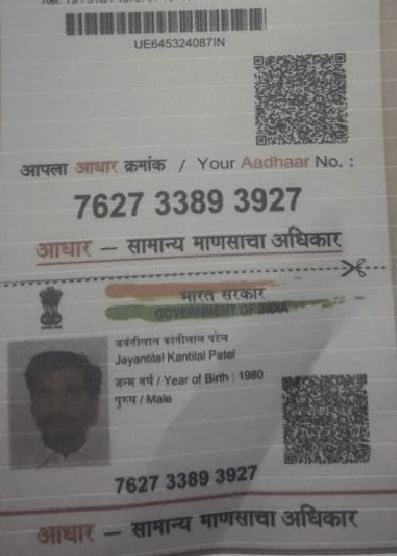 UE645324087IN
आपला आधार क्रमांक / Your Aadhaar No. :
7627 3389 3927
आधार – सामान्य माणसाचा अधिकार
भारत सरकार
GOVERNMENT OF INDIA
जयंतीलाल कांतीलाल पटेल
Jayantilal Kantilal Patel
जन्म वर्ष / Year of Birth : 1980
पुरुष / Male
7627 3389 3927
आधार – सामान्य माणसाचा अधिकार